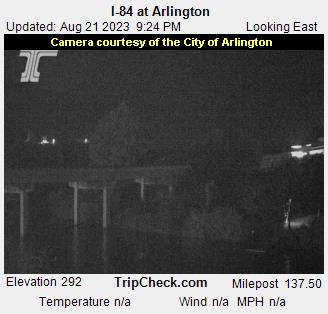 I-84 at Arlington
Updated: Aug 21 2023 9:24 PM Looking East
Camera courtesy of the City of Arlington
Elevation 292 TripCheck.com Milepost 137.50
Temperature n/a Wind n/a MPH n/a